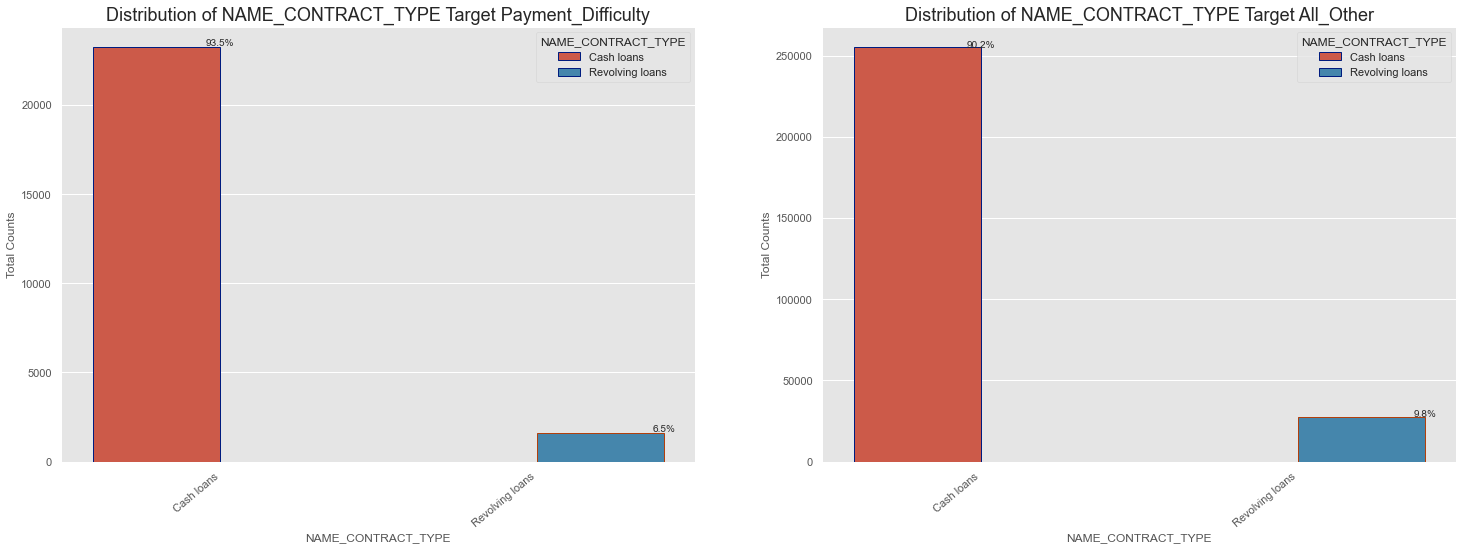 Distribution of NAME_CONTRACT_TYPE Target Payment_Difficulty
93.5%
NAME_CONTRACT_TYPE
Cash loans
Revolving loans
20000
15000
10000
5000
0
Total Counts
6.5%
Cash loans
Revolving loans
NAME_CONTRACT_TYPE
Distribution of NAME_CONTRACT_TYPE Target All_Other
90.2%
NAME_CONTRACT_TYPE
Cash loans
Revolving loans
250000
200000
150000
100000
50000
0
Total Counts
9.8%
Cash loans
Revolving loans
NAME_CONTRACT_TYPE